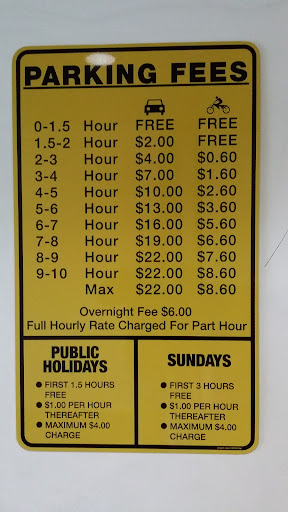 PARKING FEES
0-1.5 Hour FREE FREE
1.5-2 Hour $2.00 FREE
2-3 Hour $4.00 $0.60
3-4 Hour $7.00 $1.60
4-5 Hour $10.00 $2.60
5-6 Hour $13.00 $3.60
6-7 Hour $16.00 $5.60
7-8 Hour $19.00 $6.60
8-9 Hour $22.00 $7.60
9-10 Hour $22.00 $8.60
Max $22.00 $8.60
Overnight Fee $6.00
Full Hourly Rate Charged For Part Hour
PUBLIC
HOLIDAYS
● FIRST 1.5 HOURS
FREE
● $1.00 PER HOUR
THEREAFTER
● MAXIMUM $4.00
CHARGE
SUNDAYS
● FIRST 3 HOURS
FREE
● $1.00 PER HOUR
THEREAFTER
● MAXIMUM $4.00
CHARGE